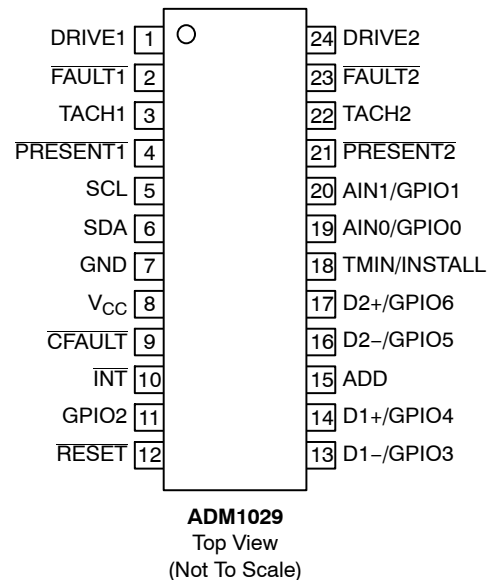 DRIVE1 1 24 DRIVE2
FAULT1 2 23 FAULT2
TACH1 3 22 TACH2
PRESENT1 4 21 PRESENT2
SCL 5 20 AIN1/GPIO1
SDA 6 19 AIN0/GPIO0
GND 7 18 TMIN/INSTALL
VCC 8 17 D2+/GPIO6
CFAULT 9 16 D2−/GPIO5
INT 10 15 ADD
GPIO2 11 14 D1+/GPIO4
RESET 12 13 D1−/GPIO3
ADM1029
Top View
(Not To Scale)